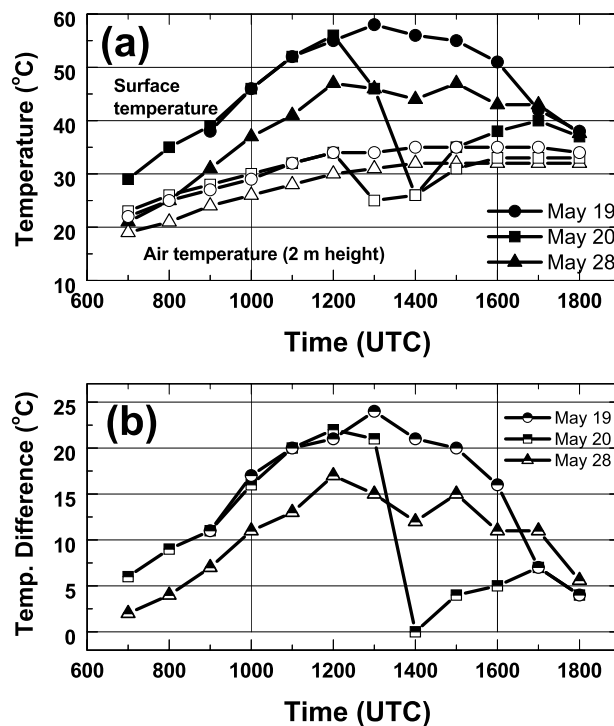 (a)
60
50
40
30
20
10
Temperature (°C)
Surface
temperature
Air temperature (2 m height)
May 19
May 20
May 28
600 800 1000 1200 1400 1600 1800
Time (UTC)
(b)
25
20
15
10
5
0
Temp. Difference (°C)
May 19
May 20
May 28
600 800 1000 1200 1400 1600 1800
Time (UTC)